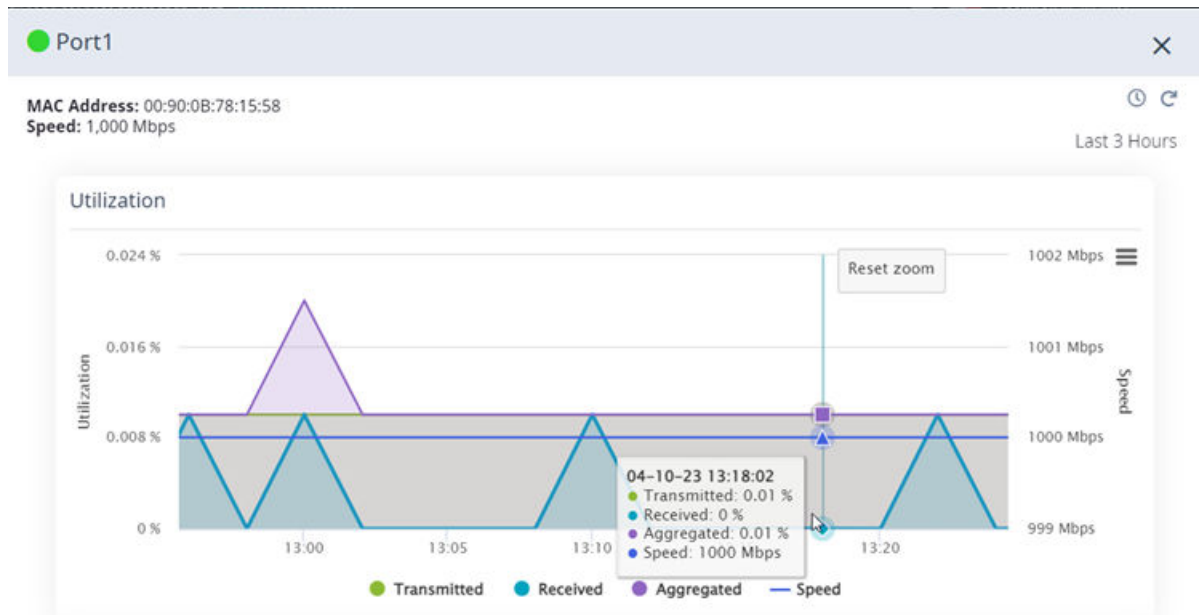 Port1
MAC Address: 00:90:0B:78:15:58
Speed: 1,000 Mbps
Last 3 Hours
Utilization
0.024 %
1002 Mbps
Reset zoom
0.016 %
1001 Mbps
Utilization
Speed
0.008 %
1000 Mbps
04-10-23 13:18:02
Transmitted: 0.01 %
Received: 0 %
Aggregated: 0.01 %
Speed: 1000 Mbps
0 %
999 Mbps
13:00 13:05 13:10 13:20
Transmitted Received Aggregated Speed